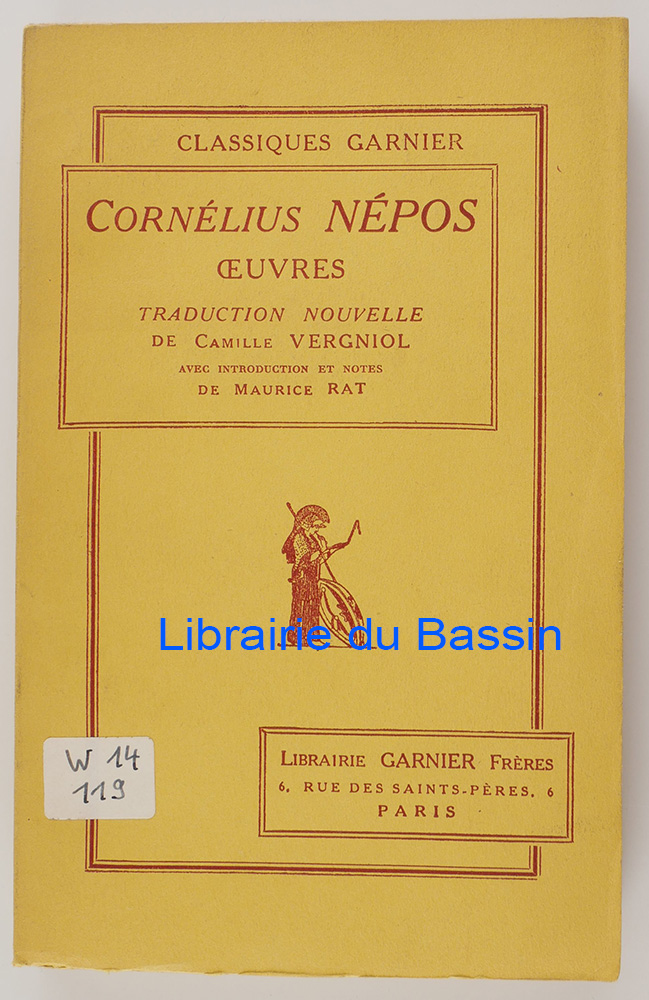 CLASSIQUES GARNIER
CORNÉLIUS NÉPOS
ŒUVRES
TRADUCTION NOUVELLE
DE CAMILLE VERGNIOL
AVEC INTRODUCTION ET NOTES
DE MAURICE RAT
Librairie du Bassin
W 14
119
LIBRAIRIE GARNIER FRÈRES
6, RUE DES SAINTS-PÈRES, 6
PARIS